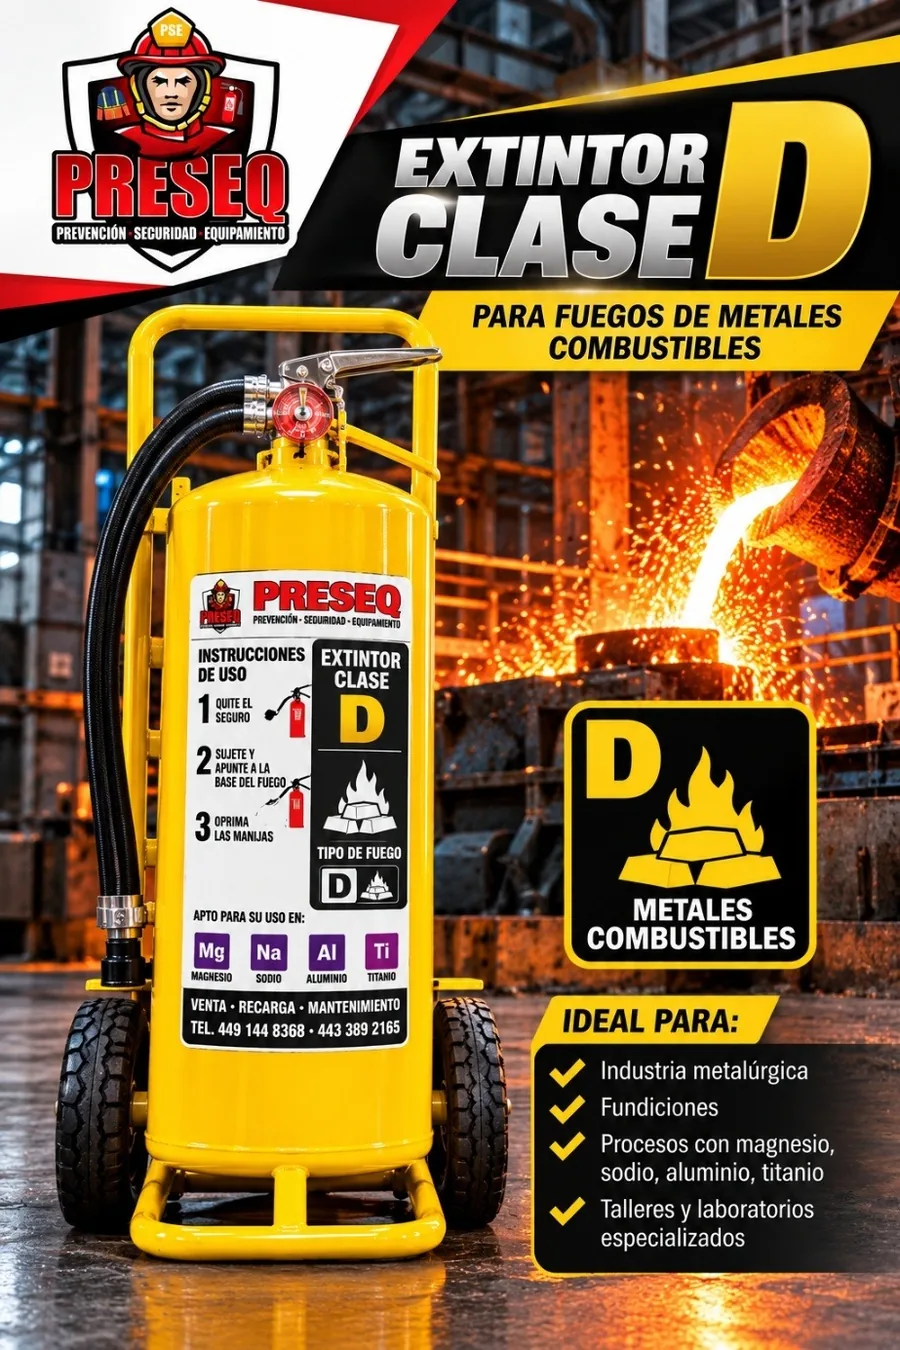 PSE
PRESEQ
PREVENCIÓN · SEGURIDAD · EQUIPAMIENTO
EXTINTOR
CLASE D
PARA FUEGOS DE METALES
COMBUSTIBLES
PRESEQ
PRESEQ
PREVENCIÓN · SEGURIDAD · EQUIPAMIENTO
INSTRUCCIONES
DE USO
1 QUITE EL
SEGURO
2 SUJETE Y
APUNTE A LA
BASE DEL FUEGO
3 OPRIMA
LAS MANIJAS
EXTINTOR
CLASE
D
TIPO DE FUEGO
D
APTO PARA SU USO EN:
Mg Na Al Ti
MAGNESIO SODIO ALUMINIO TITANIO
VENTA · RECARGA · MANTENIMIENTO
TEL. 449 144 8368 · 443 389 2165
D
METALES
COMBUSTIBLES
IDEAL PARA:
Industria metalúrgica
Fundiciones
Procesos con magnesio,
sodio, aluminio, titanio
Talleres y laboratorios
especializados